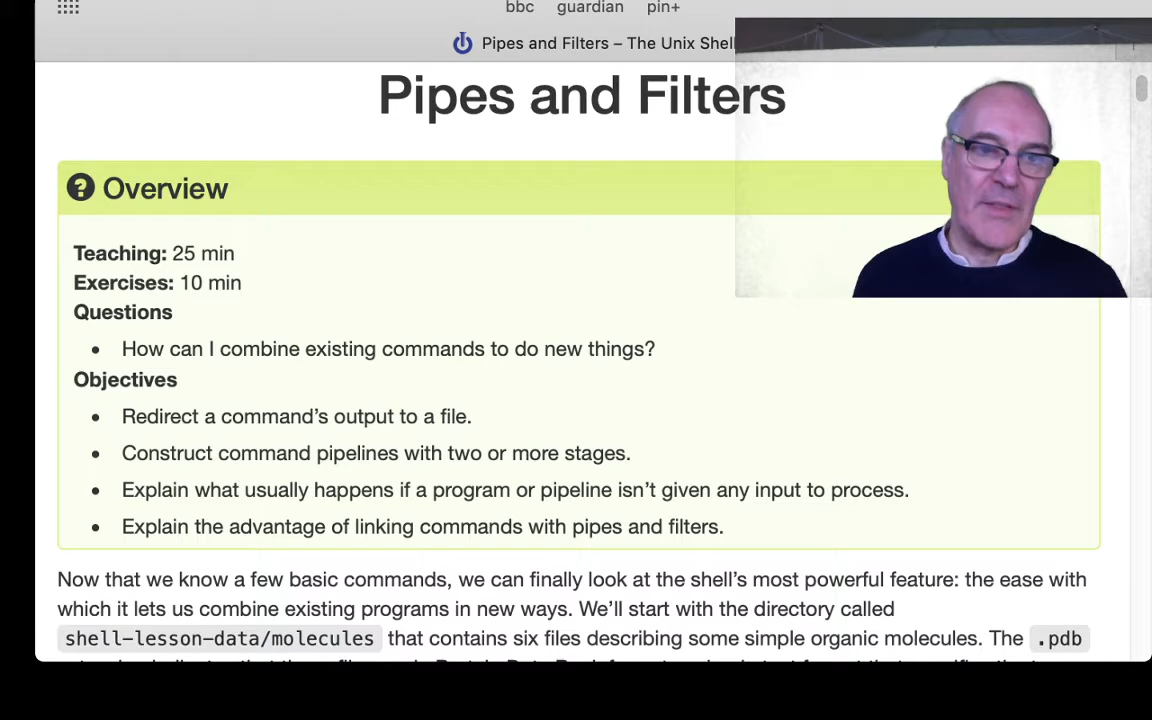 bbc guardian pin+
Pipes and Filters – The Unix Shell
Pipes and Filters
Overview
Teaching: 25 min
Exercises: 10 min
Questions
How can I combine existing commands to do new things?
Objectives
Redirect a command’s output to a file.
Construct command pipelines with two or more stages.
Explain what usually happens if a program or pipeline isn’t given any input to process.
Explain the advantage of linking commands with pipes and filters.
Now that we know a few basic commands, we can finally look at the shell’s most powerful feature: the ease with
which it lets us combine existing programs in new ways. We’ll start with the directory called
shell-lesson-data/molecules that contains six files describing some simple organic molecules. The .pdb